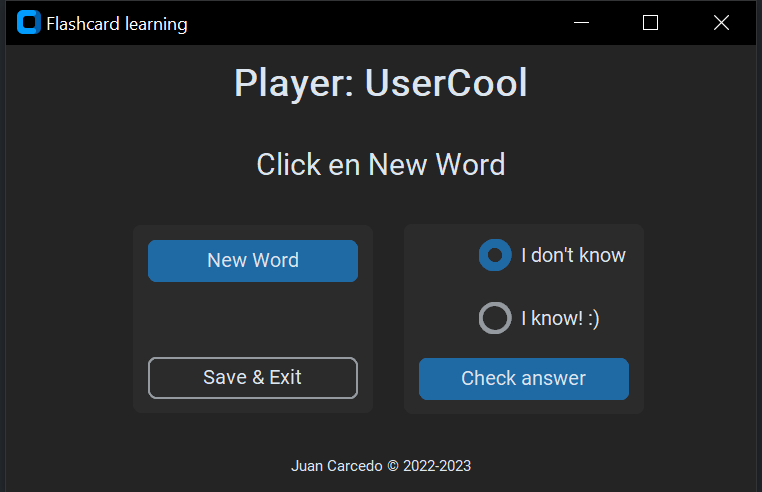 Flashcard learning
Player: UserCool
Click en New Word
New Word
Save & Exit
I don't know
I know! :)
Check answer
Juan Carcedo © 2022-2023